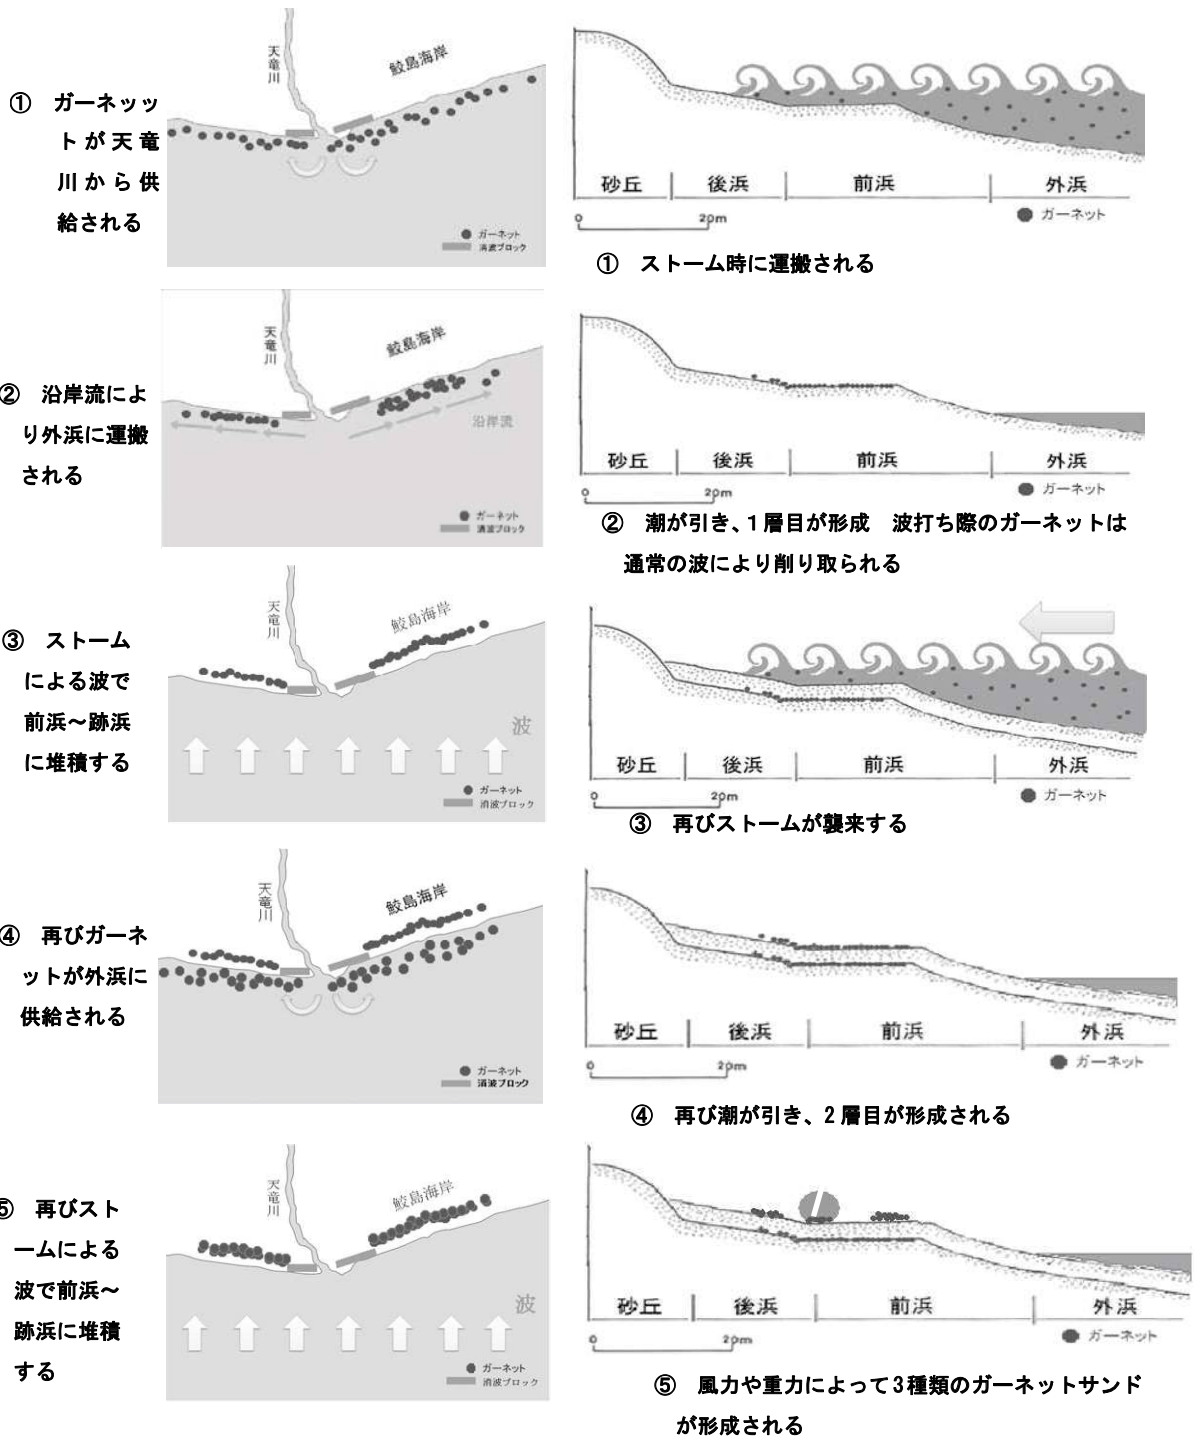 天竜川
鮫島海岸
① ガーネッッ
トが天竜
川から供
給される
ガーネット
消波ブロック
砂丘
後浜
前浜
外浜
0
20m
ガーネット
① ストーム時に運搬される
天竜川
鮫島海岸
② 沿岸流によ
り外浜に運搬
される
沿岸流
ガーネット
消波ブロック
砂丘
後浜
前浜
外浜
0
20m
ガーネット
② 潮が引き、1層目が形成 波打ち際のガーネットは
通常の波により削り取られる
天竜川
鮫島海岸
③ ストーム
による波で
前浜～跡浜
に堆積する
波
ガーネット
消波ブロック
砂丘
後浜
前浜
外浜
0
20m
ガーネット
③ 再びストームが襲来する
天竜川
鮫島海岸
④ 再びガーネ
ットが外浜に
供給される
ガーネット
消波ブロック
砂丘
後浜
前浜
外浜
0
20m
ガーネット
④ 再び潮が引き、2層目が形成される
天竜川
鮫島海岸
⑤ 再びスト
ームによる
波で前浜～
跡浜に堆積
する
波
ガーネット
消波ブロック
砂丘
後浜
前浜
外浜
0
20m
ガーネット
⑤ 風力や重力によって3種類のガーネットサンド
が形成される